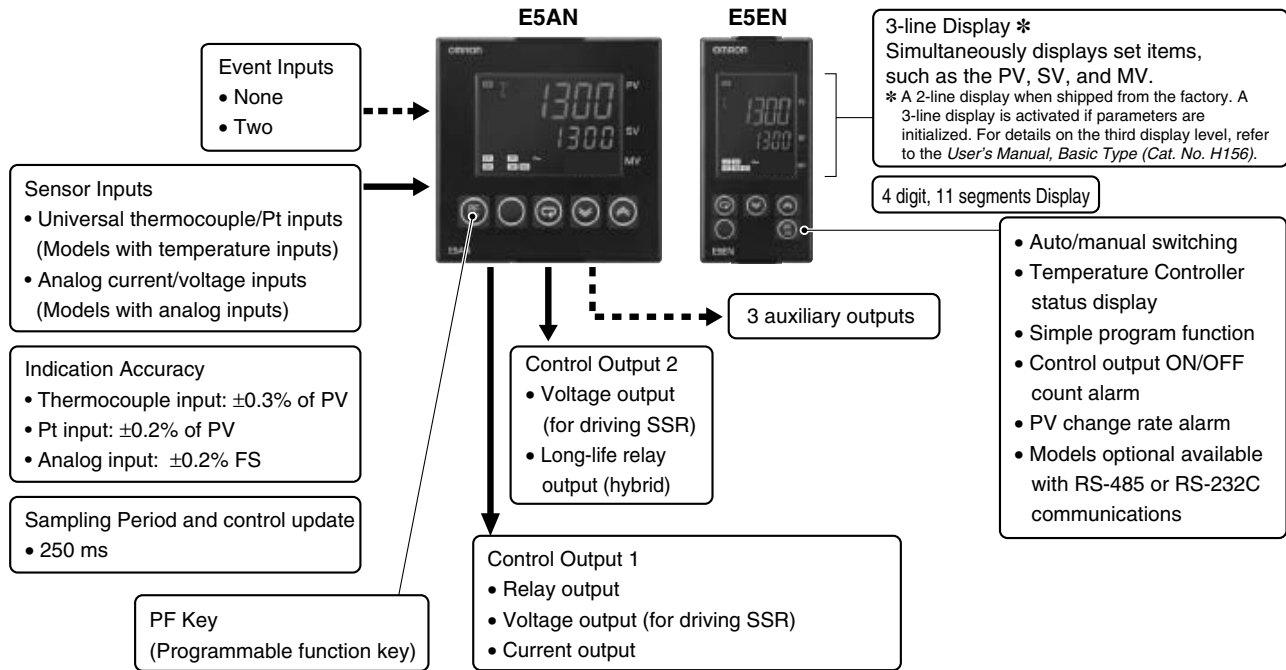 E5AN
E5EN
Event Inputs
• None
• Two
Sensor Inputs
• Universal thermocouple/Pt inputs
(Models with temperature inputs)
• Analog current/voltage inputs
(Models with analog inputs)
Indication Accuracy
• Thermocouple input: ±0.3% of PV
• Pt input: ±0.2% of PV
• Analog input: ±0.2% FS
Sampling Period and control update
• 250 ms
PF Key
(Programmable function key)
OMRON
1300
PV
1300
SV
MV
PF
E5AN
OMRON
1300
1300
E5EN
3-line Display ✽
Simultaneously displays set items,
such as the PV, SV, and MV.
✽ A 2-line display when shipped from the factory. A
3-line display is activated if parameters are
initialized. For details on the third display level, refer
to the User's Manual, Basic Type (Cat. No. H156).
4 digit, 11 segments Display
• Auto/manual switching
• Temperature Controller
status display
• Simple program function
• Control output ON/OFF
count alarm
• PV change rate alarm
• Models optional available
with RS-485 or RS-232C
communications
3 auxiliary outputs
Control Output 2
• Voltage output
(for driving SSR)
• Long-life relay
output (hybrid)
Control Output 1
• Relay output
• Voltage output (for driving SSR)
• Current output